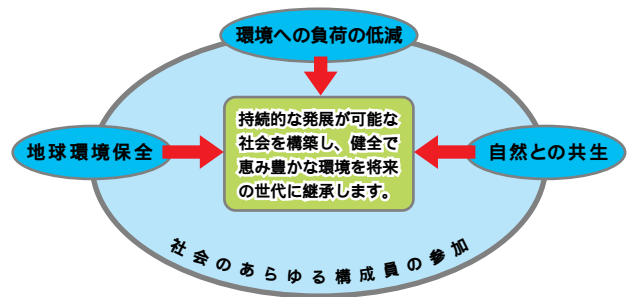 環境への負荷の低減
持続的な発展が可能な
社会を構築し、健全で
恵み豊かな環境を将来
の世代に継承します。
地球環境保全
自然との共生
社会のあらゆる構成員の参加